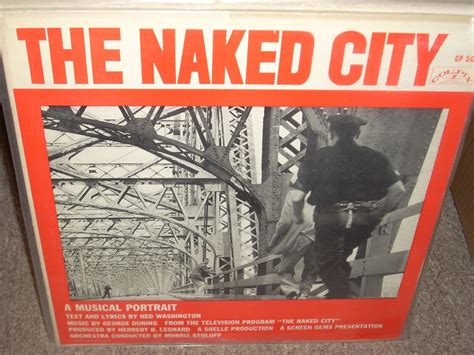 THE NAKED CITY
CP 50
COLPIX
A MUSICAL PORTRAIT
TEXT AND LYRICS BY NED WASHINGTON
MUSIC BY GEORGE DUNING FROM THE TELEVISION PROGRAM "THE NAKED CITY"
PRODUCED BY HERBERT B. LEONARD A SHELLE PRODUCTION A SCREEN GEMS PRESENTATION
ORCHESTRA CONDUCTED BY MORRIS STOLOFF